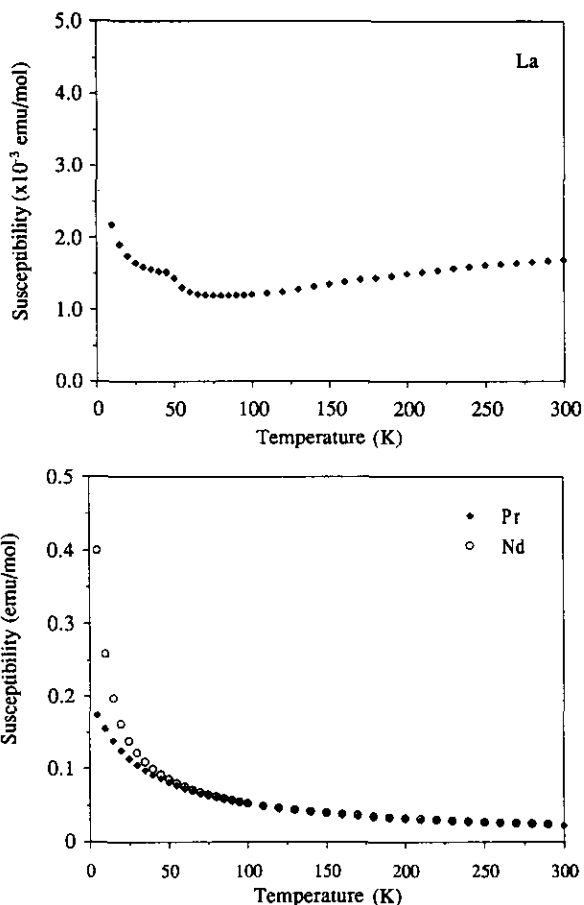 5.0
La
4.0
3.0
2.0
1.0
0.0
Susceptibility (x10⁻³ emu/mol)
0 50 100 150 200 250 300
Temperature (K)
0.5
Pr
Nd
0.4
0.3
0.2
0.1
0
Susceptibility (emu/mol)
0 50 100 150 200 250 300
Temperature (K)